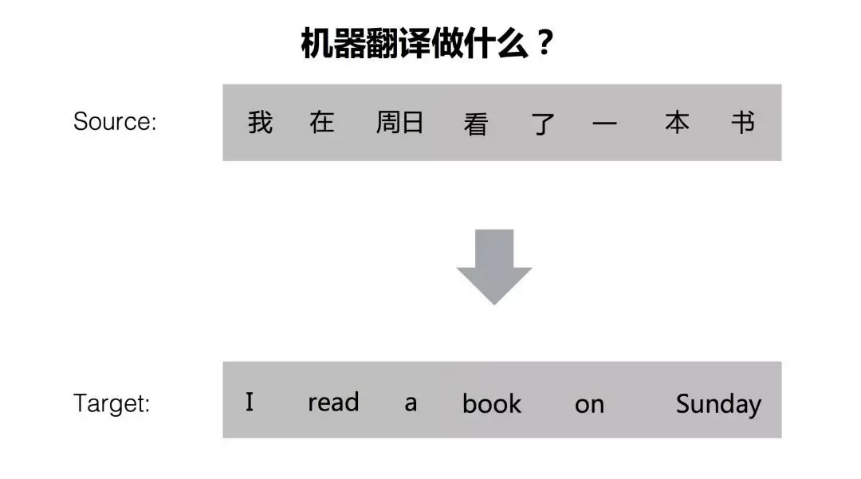 机器翻译做什么？
Source: 我 在 周日 看 了 一 本 书
Target: I read a book on Sunday